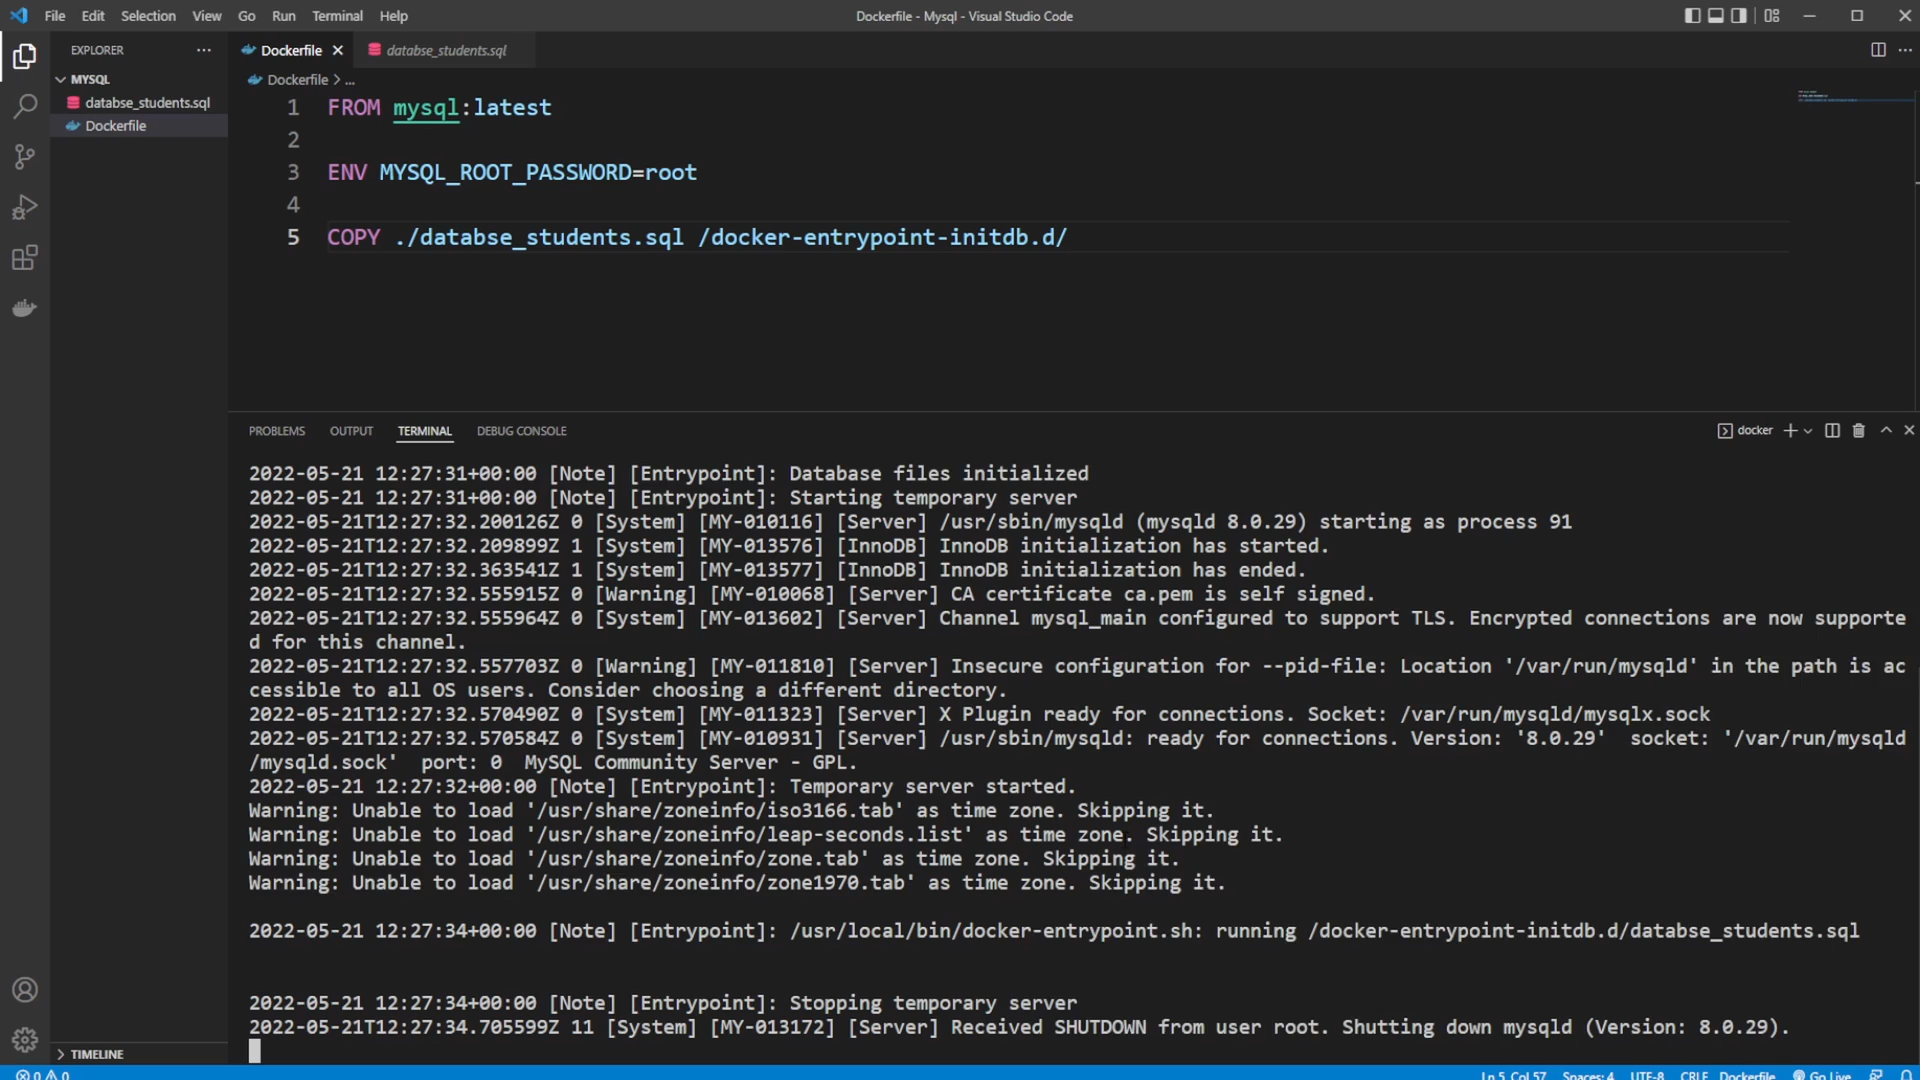 File Edit Selection View Go Run Terminal Help
Dockerfile - Mysql - Visual Studio Code
EXPLORER
Dockerfile
databse_students.sql
MYSQL
databse_students.sql
Dockerfile
Dockerfile > ...
1 FROM mysql:latest
2
3 ENV MYSQL_ROOT_PASSWORD=root
4
5 COPY ./databse_students.sql /docker-entrypoint-initdb.d/
PROBLEMS OUTPUT TERMINAL DEBUG CONSOLE
docker
2022-05-21 12:27:31+00:00 [Note] [Entrypoint]: Database files initialized
2022-05-21 12:27:31+00:00 [Note] [Entrypoint]: Starting temporary server
2022-05-21T12:27:32.200126Z 0 [System] [MY-010116] [Server] /usr/sbin/mysqld (mysqld 8.0.29) starting as process 91
2022-05-21T12:27:32.209899Z 1 [System] [MY-013576] [InnoDB] InnoDB initialization has started.
2022-05-21T12:27:32.363541Z 1 [System] [MY-013577] [InnoDB] InnoDB initialization has ended.
2022-05-21T12:27:32.555915Z 0 [Warning] [MY-010068] [Server] CA certificate ca.pem is self signed.
2022-05-21T12:27:32.555964Z 0 [System] [MY-013602] [Server] Channel mysql_main configured to support TLS. Encrypted connections are now supporte
d for this channel.
2022-05-21T12:27:32.557703Z 0 [Warning] [MY-011810] [Server] Insecure configuration for --pid-file: Location '/var/run/mysqld' in the path is ac
cessible to all OS users. Consider choosing a different directory.
2022-05-21T12:27:32.570490Z 0 [System] [MY-011323] [Server] X Plugin ready for connections. Socket: /var/run/mysqld/mysqlx.sock
2022-05-21T12:27:32.570584Z 0 [System] [MY-010931] [Server] /usr/sbin/mysqld: ready for connections. Version: '8.0.29'  socket: '/var/run/mysqld
/mysqld.sock'  port: 0  MySQL Community Server - GPL.
2022-05-21 12:27:32+00:00 [Note] [Entrypoint]: Temporary server started.
Warning: Unable to load '/usr/share/zoneinfo/iso3166.tab' as time zone. Skipping it.
Warning: Unable to load '/usr/share/zoneinfo/leap-seconds.list' as time zone. Skipping it.
Warning: Unable to load '/usr/share/zoneinfo/zone.tab' as time zone. Skipping it.
Warning: Unable to load '/usr/share/zoneinfo/zone1970.tab' as time zone. Skipping it.
2022-05-21 12:27:34+00:00 [Note] [Entrypoint]: /usr/local/bin/docker-entrypoint.sh: running /docker-entrypoint-initdb.d/databse_students.sql
2022-05-21 12:27:34+00:00 [Note] [Entrypoint]: Stopping temporary server
2022-05-21T12:27:34.705599Z 11 [System] [MY-013172] [Server] Received SHUTDOWN from user root. Shutting down mysqld (Version: 8.0.29).
TIMELINE
0 0 Ln 5, Col 57 Spaces: 4 UTF-8 CRLF Dockerfile Go Live